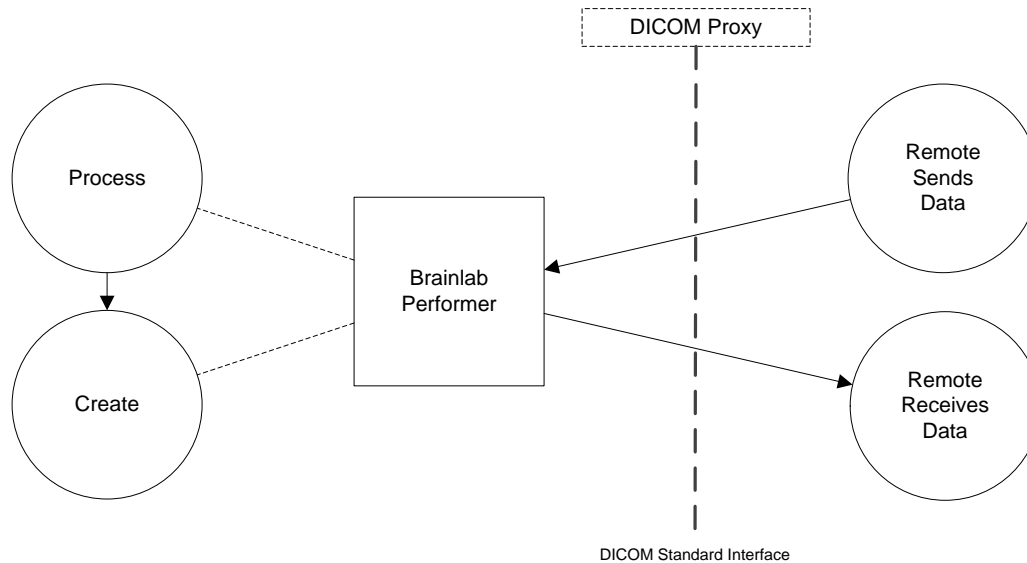 DICOM Proxy
Process
Remote
Sends
Data
Brainlab
Performer
Create
Remote
Receives
Data
DICOM Standard Interface